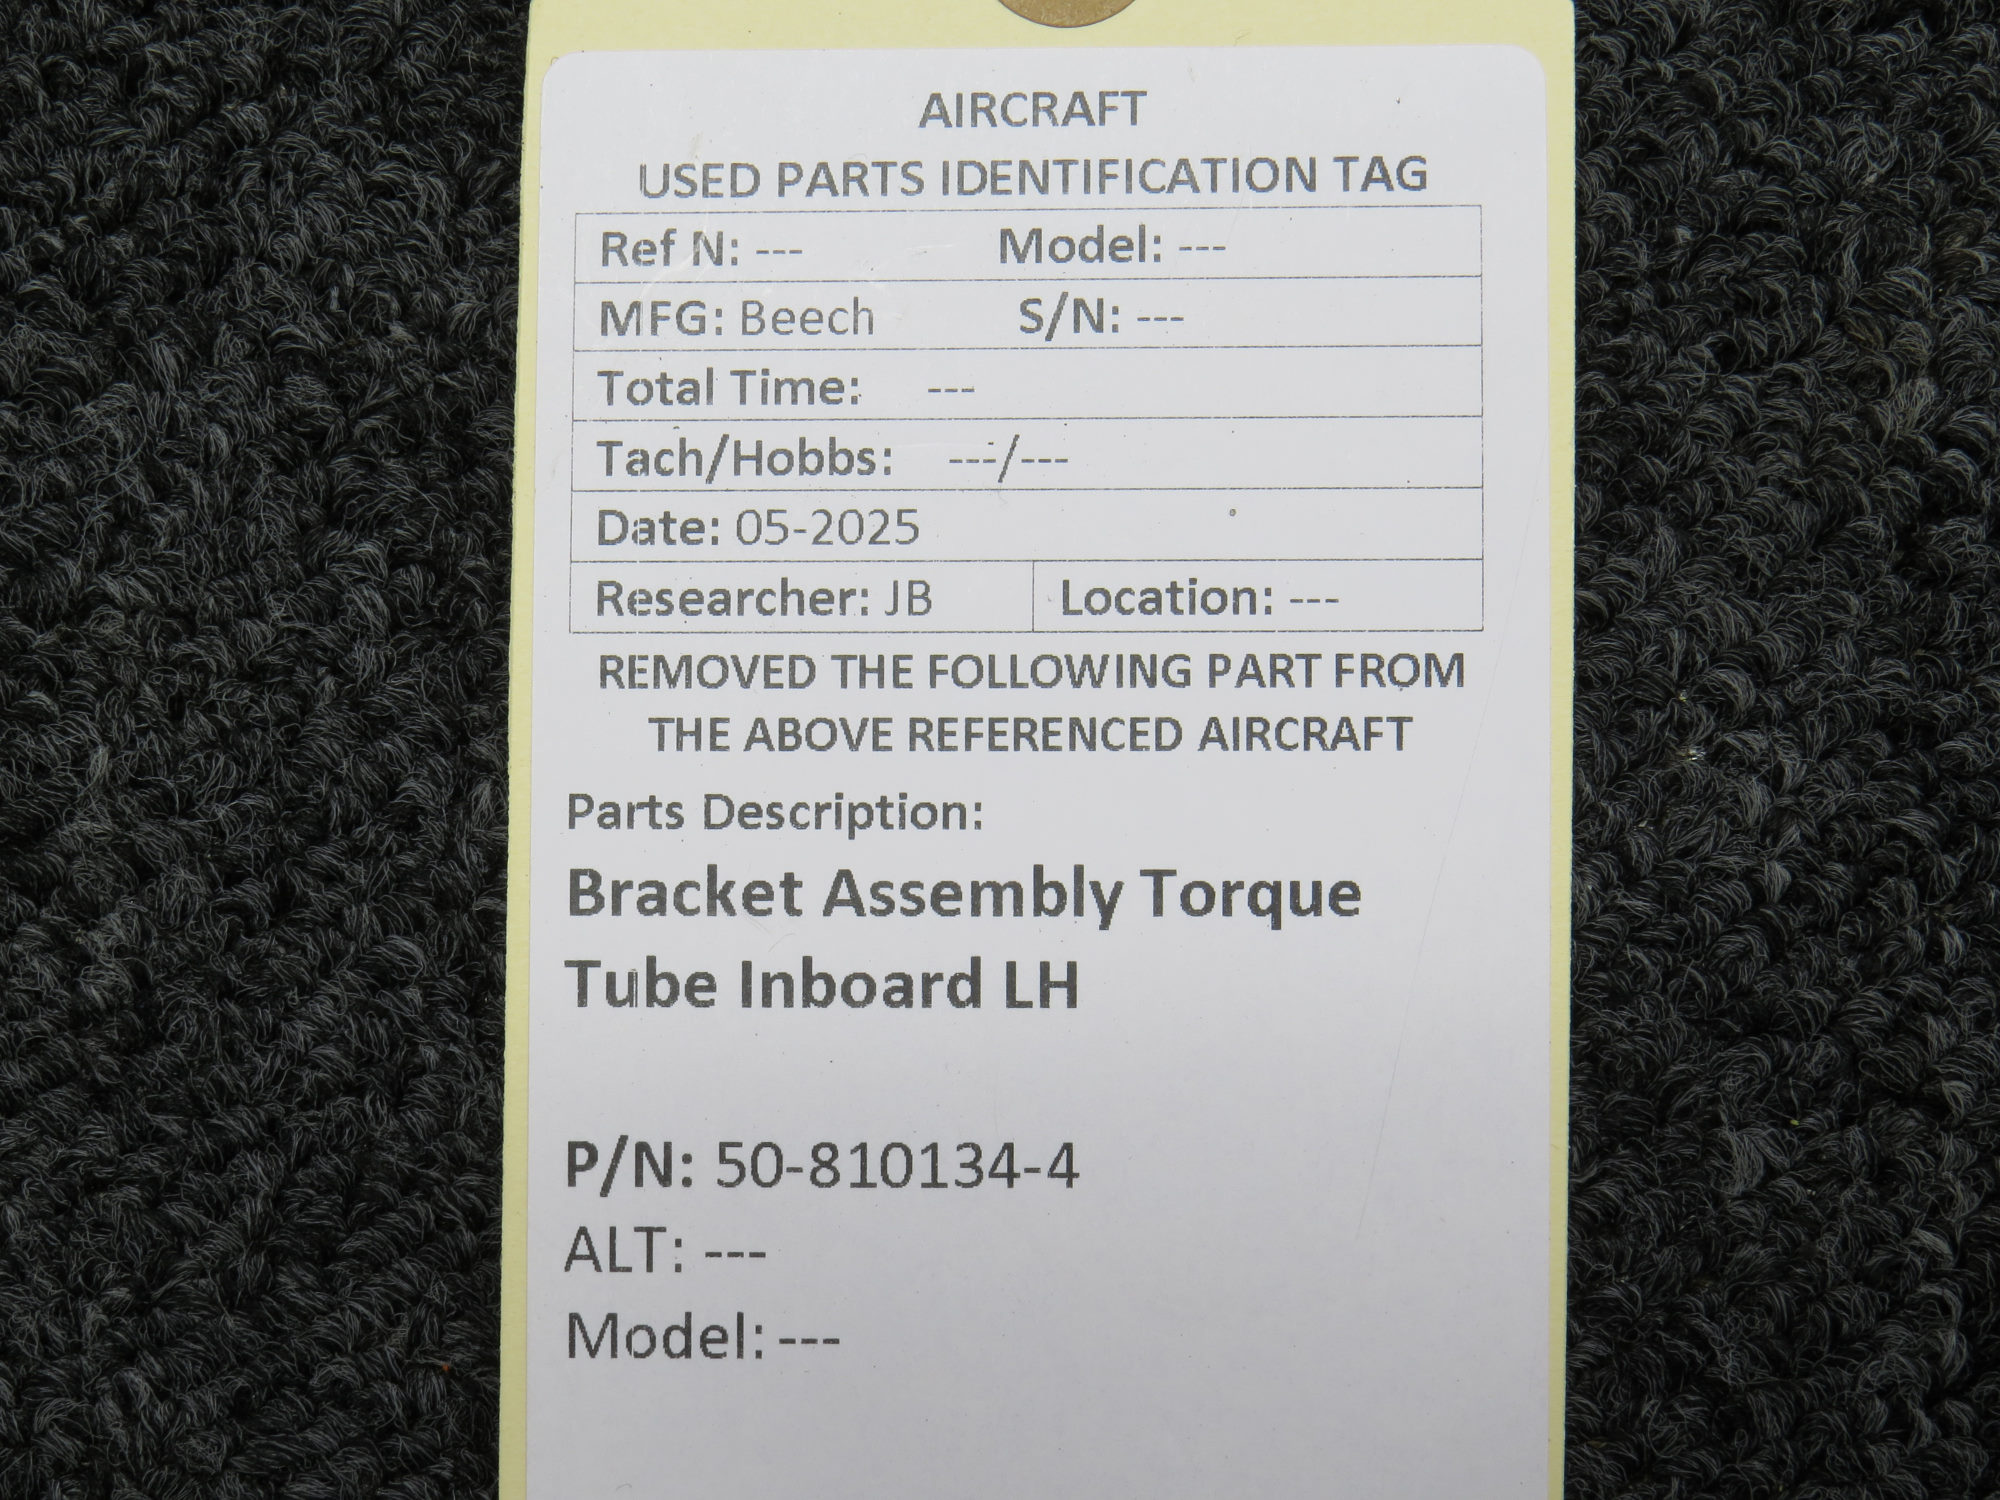 AIRCRAFT
USED PARTS IDENTIFICATION TAG
Ref N: --- Model: ---
MFG: Beech S/N: ---
Total Time: ---
Tach/Hobbs: ---/---
Date: 05-2025
Researcher: JB Location: ---
REMOVED THE FOLLOWING PART FROM
THE ABOVE REFERENCED AIRCRAFT
Parts Description:
Bracket Assembly Torque
Tube Inboard LH
P/N: 50-810134-4
ALT: ---
Model: ---